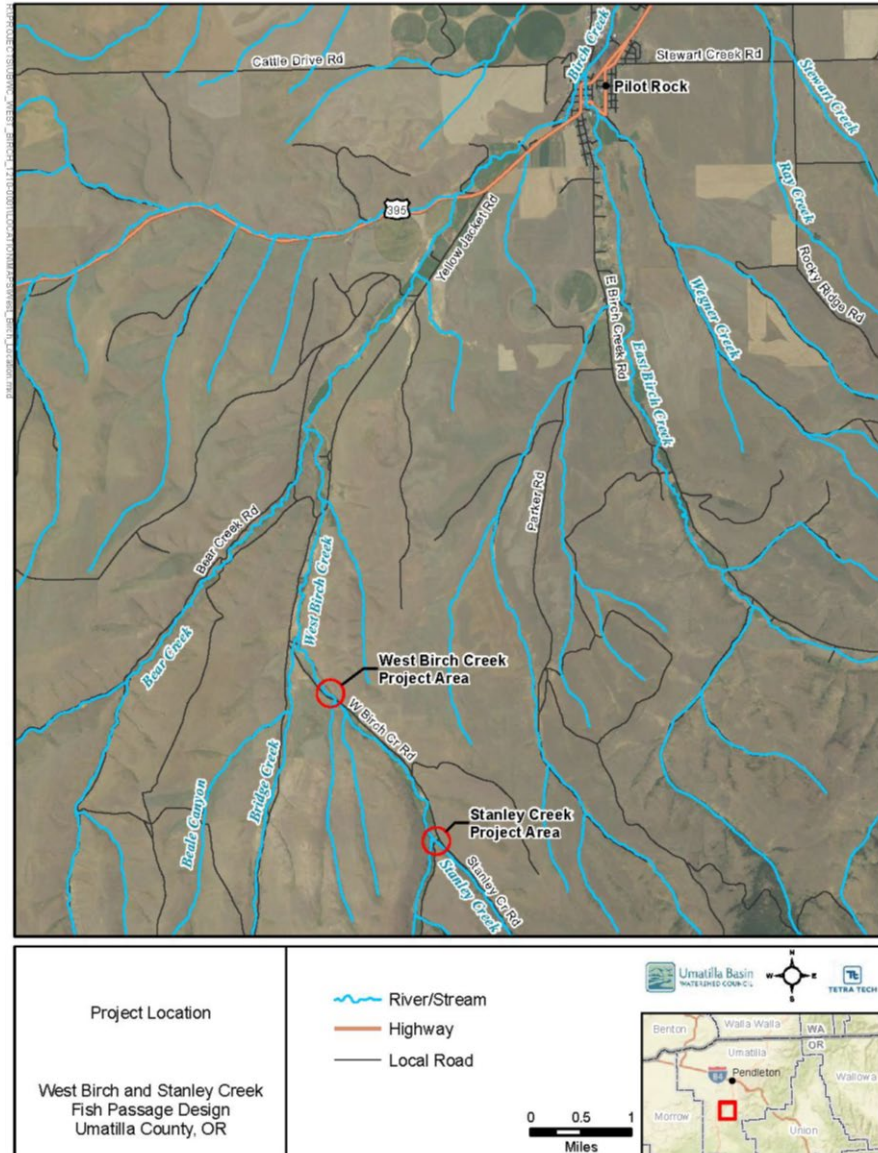 Cattle Drive Rd
Birch Creek
Stewart Creek Rd
Pilot Rock
Stewart Creek
Ray Creek
395
Yellow Jacket Rd
Rocky Ridge Rd
E Birch Creek Rd
Wegner Creek
East Birch Creek
Parker Rd
Bear Creek Rd
West Birch Creek
Bear Creek
West Birch Creek
Project Area
W Birch Cr Rd
Beale Canyon
Bridge Creek
Stanley Creek
Project Area
Stanley Cr Rd
Stanley Creek
Project Location
West Birch and Stanley Creek
Fish Passage Design
Umatilla County, OR
River/Stream
Highway
Local Road
0 0.5 1
Miles
Umatilla Basin
WATERSHED COUNCIL
N
W E
S
Tt
TETRA TECH
Benton
Walla Walla
WA
OR
Umatilla
84
Pendleton
Wallowa
Morrow
Union